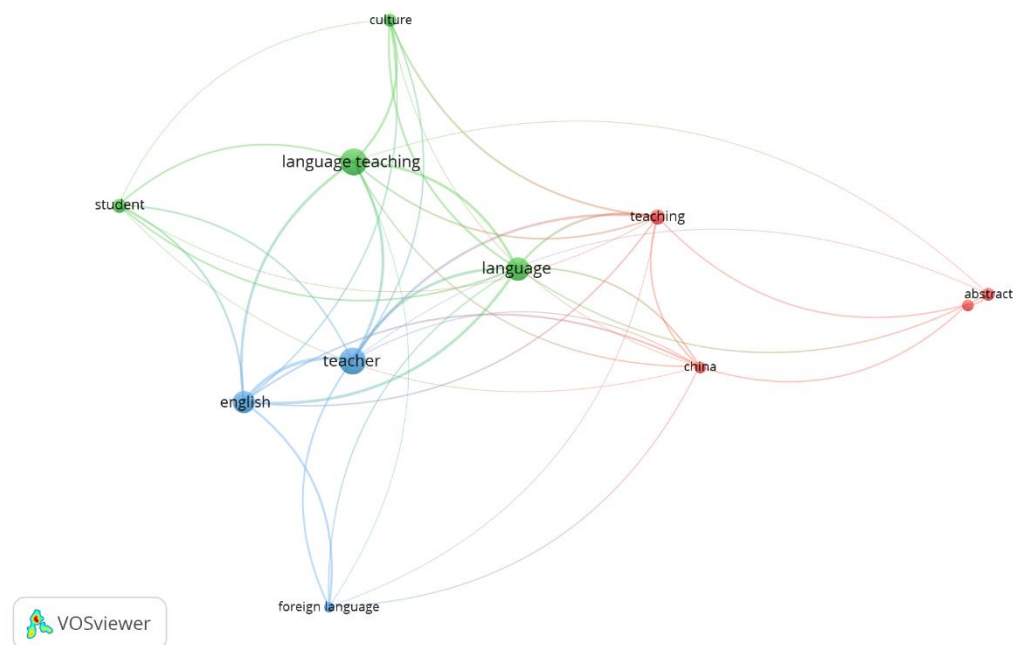 culture
language teaching
student
teaching
language
abstract
teacher
china
english
foreign language
VOSviewer